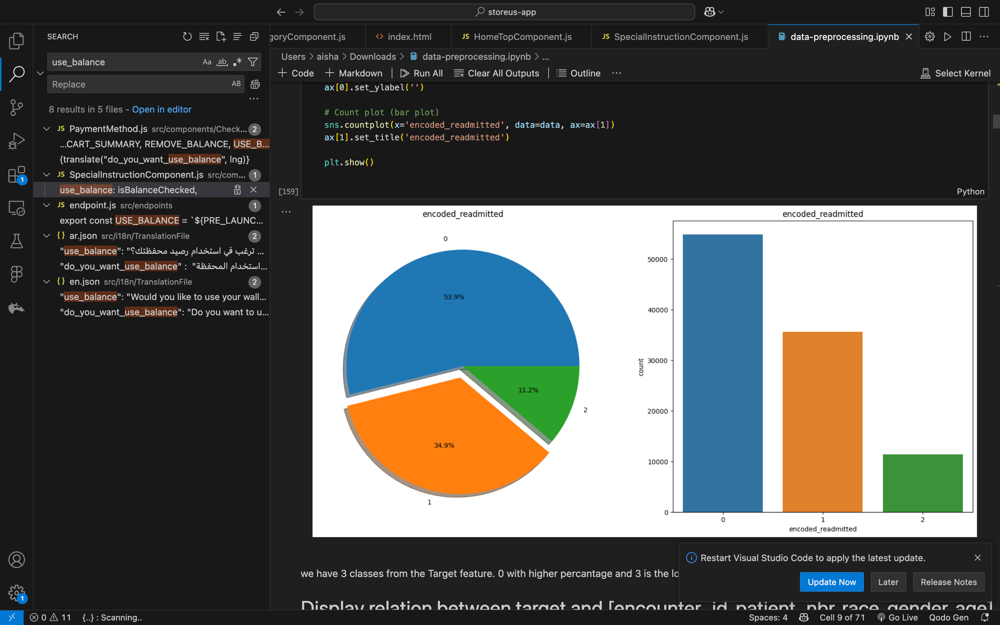 storeus-app
SEARCH
goryComponent.js
index.html
JS HomeTopComponent.js
JS SpecialInstructionComponent.js
data-preprocessing.ipynb
use_balance
Aa ab .*
Users > aisha > Downloads > data-preprocessing.ipynb > ...
Replace
AB
+ Code + Markdown Run All Clear All Outputs Outline ...
Select Kernel
8 results in 5 files - Open in editor
JS PaymentMethod.js src/components/Check... 2
...CART_SUMMARY, REMOVE_BALANCE, USE_B...
{translate("do_you_want_use_balance", lng)}
JS SpecialInstructionComponent.js src/com... 1
use_balance: isBalanceChecked,
JS endpoint.js src/endpoints 1
export const USE_BALANCE = `${PRE_LAUNC...
{} ar.json src/i18n/TranslationFile 2
"use_balance": "ترغب في استخدام رصيد محفظتك؟ ...
"do_you_want_use_balance" : "استخدام المحفظة...
{} en.json src/i18n/TranslationFile 2
"use_balance": "Would you like to use your wall...
"do_you_want_use_balance": "Do you want to u...
1
1
ax[0].set_ylabel('')
# Count plot (bar plot)
sns.countplot(x='encoded_readmitted', data=data, ax=ax[1])
ax[1].set_title('encoded_readmitted')
plt.show()
[159]
Python
...
encoded_readmitted
0
53.9%
11.2%
2
34.9%
1
encoded_readmitted
50000
40000
30000
20000
10000
0
count
0 1 2
encoded_readmitted
we have 3 classes from the Target feature. 0 with higher percantage and 3 is the lo
Display relation between target and [encounter_id, patient_nbr, race, gender, age]
Restart Visual Studio Code to apply the latest update.
Update Now
Later
Release Notes
0 11 {..} : Scanning..
Spaces: 4 Cell 9 of 71 Go Live Qodo Gen